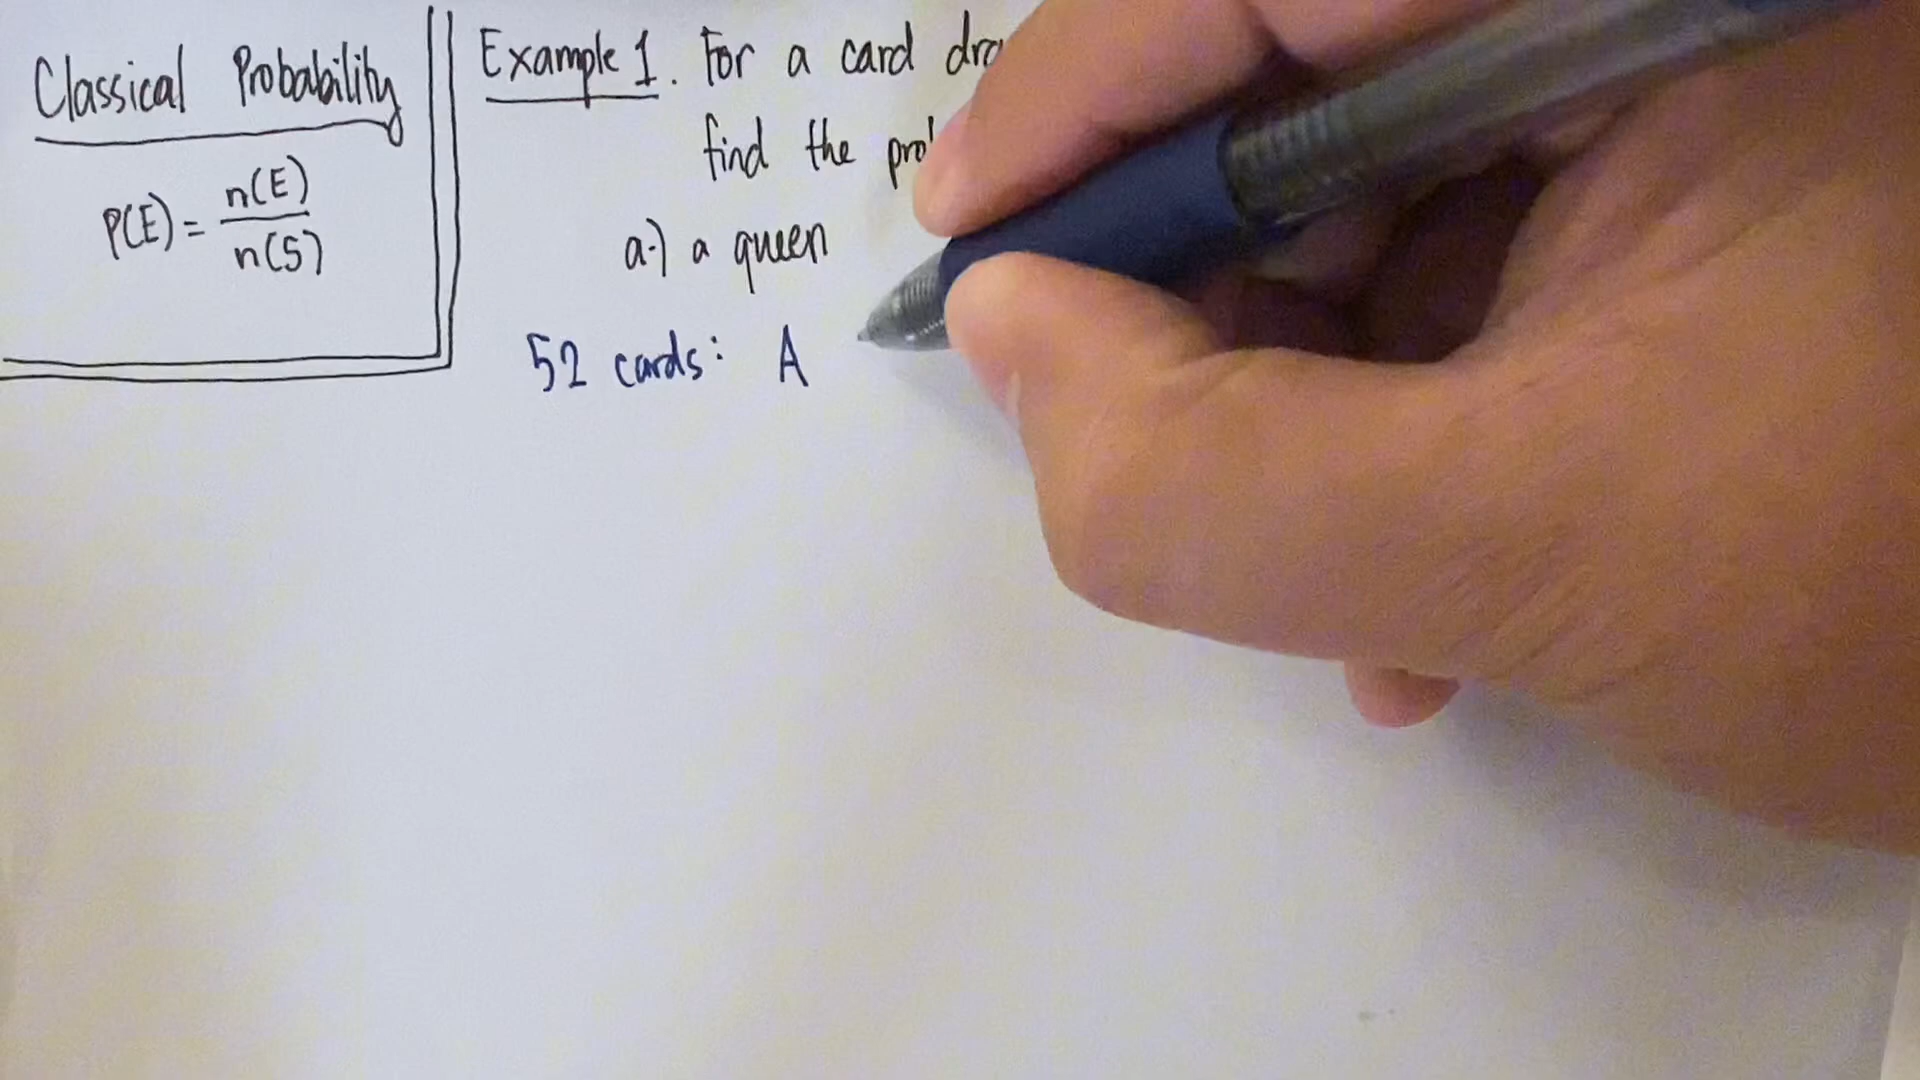 Classical Probability
P(E) = n(E) / n(S)
Example 1. For a card
find the
a.) a queen
52 cards: A